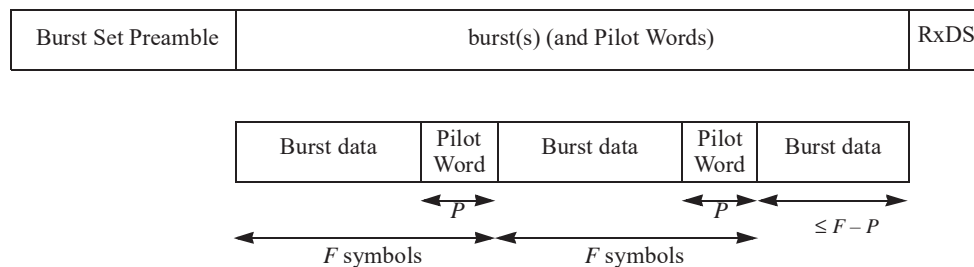 Burst Set Preamble
burst(s) (and Pilot Words)
RxDS
Burst data
Pilot
Word
Burst data
Pilot
Word
Burst data
P
P
≤ F – P
F symbols
F symbols